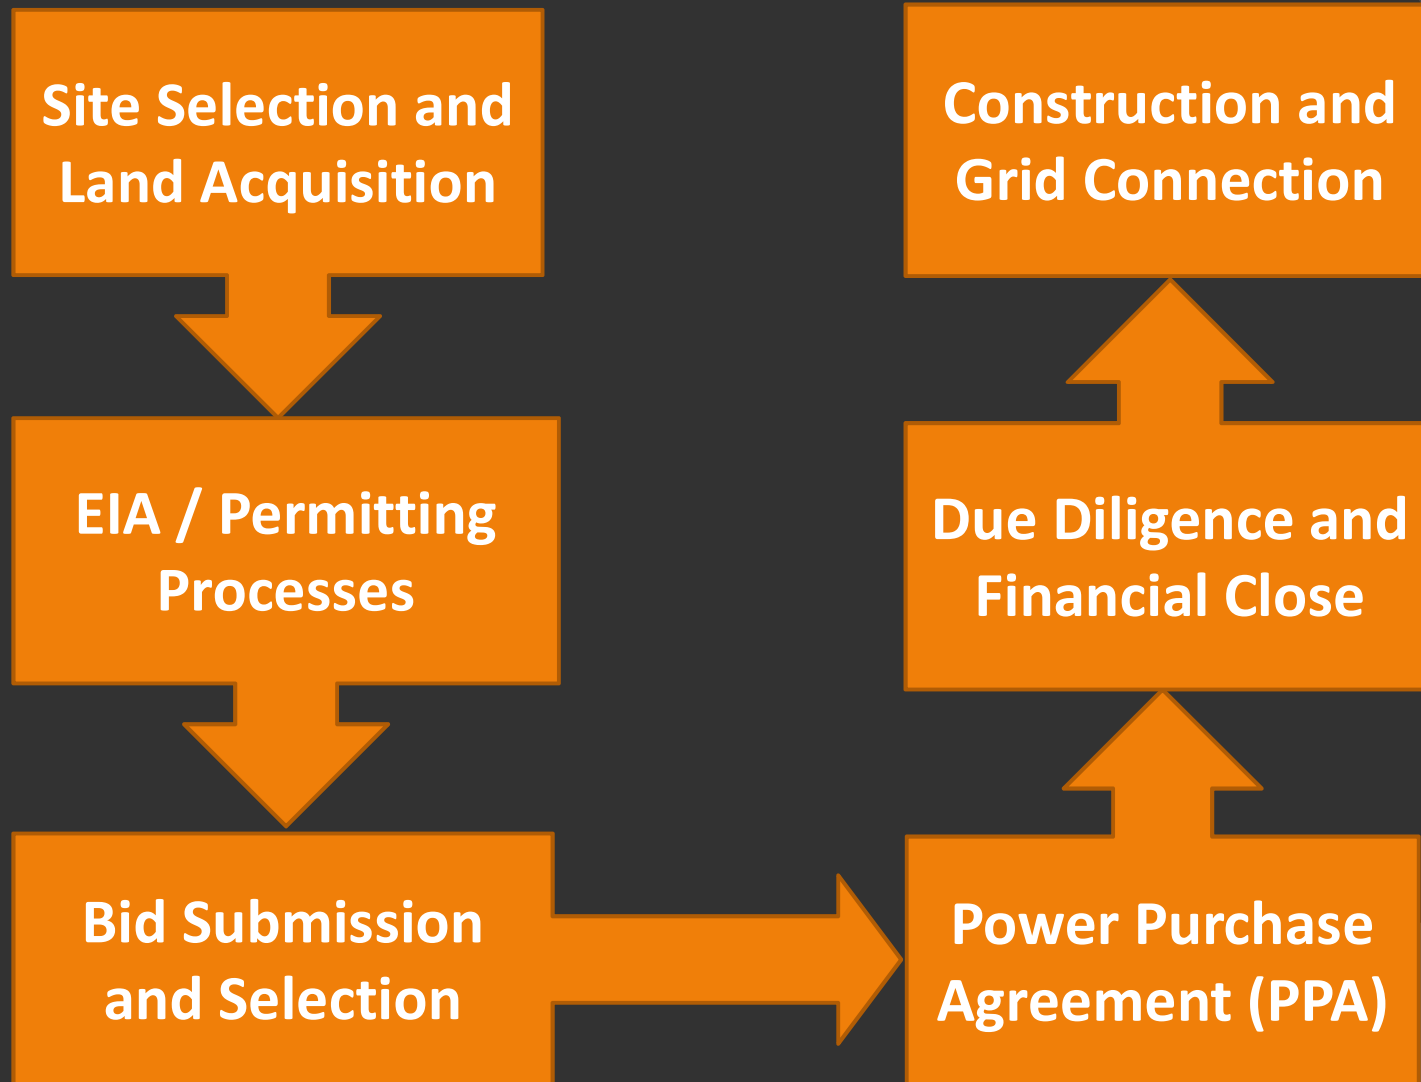 Site Selection and
Land Acquisition
EIA / Permitting
Processes
Bid Submission
and Selection
Power Purchase
Agreement (PPA)
Due Diligence and
Financial Close
Construction and
Grid Connection